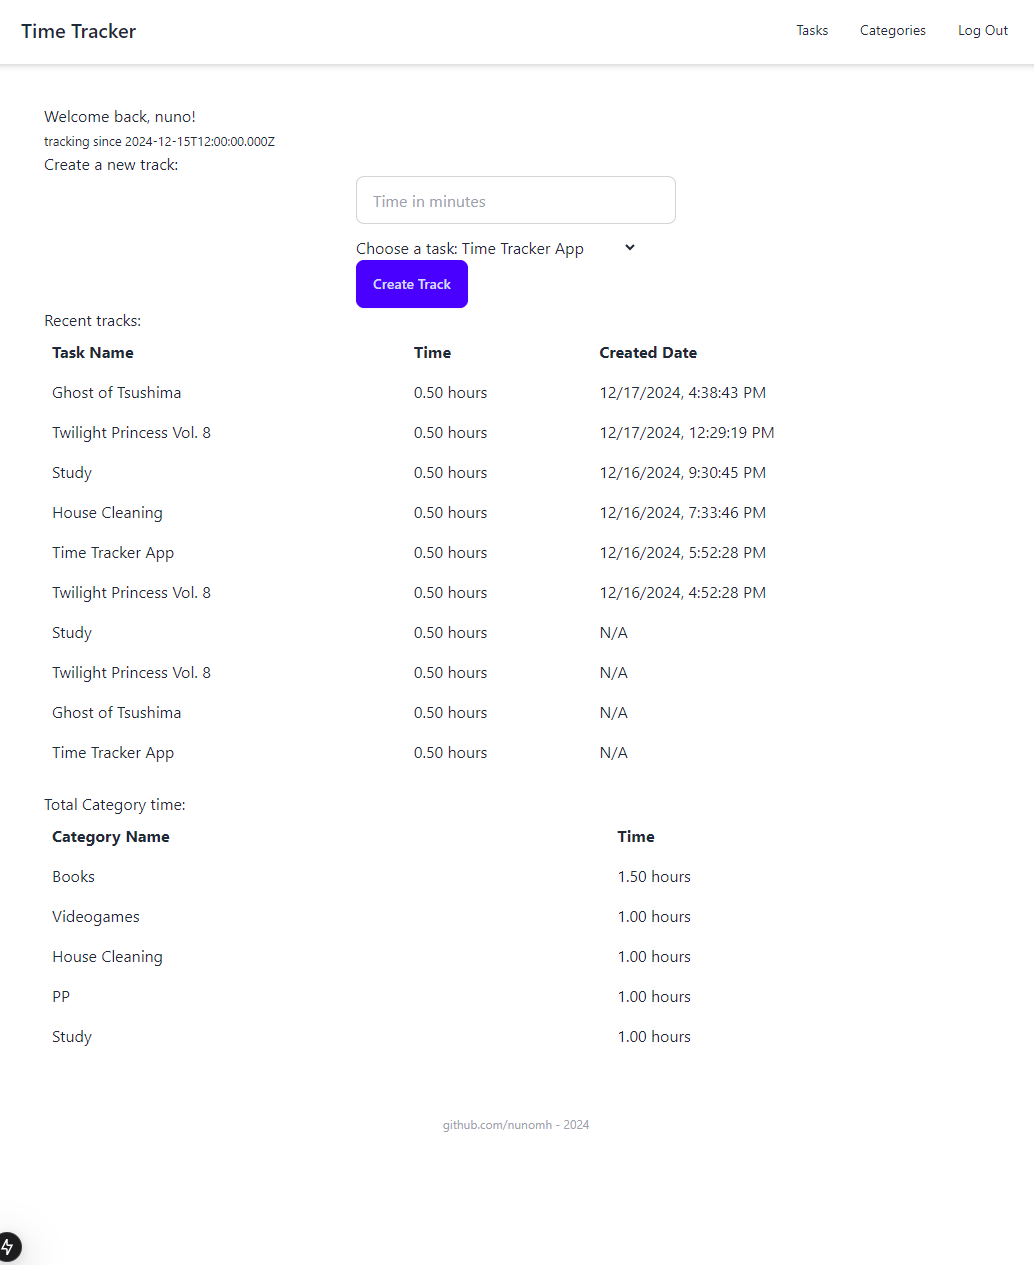 Time Tracker Tasks Categories Log Out
Welcome back, nuno!
tracking since 2024-12-15T12:00:00.000Z
Create a new track:
Time in minutes
Choose a task: Time Tracker App
Create Track
Recent tracks:
Task Name Time Created Date
Ghost of Tsushima 0.50 hours 12/17/2024, 4:38:43 PM
Twilight Princess Vol. 8 0.50 hours 12/17/2024, 12:29:19 PM
Study 0.50 hours 12/16/2024, 9:30:45 PM
House Cleaning 0.50 hours 12/16/2024, 7:33:46 PM
Time Tracker App 0.50 hours 12/16/2024, 5:52:28 PM
Twilight Princess Vol. 8 0.50 hours 12/16/2024, 4:52:28 PM
Study 0.50 hours N/A
Twilight Princess Vol. 8 0.50 hours N/A
Ghost of Tsushima 0.50 hours N/A
Time Tracker App 0.50 hours N/A
Total Category time:
Category Name Time
Books 1.50 hours
Videogames 1.00 hours
House Cleaning 1.00 hours
PP 1.00 hours
Study 1.00 hours
github.com/nunomh - 2024